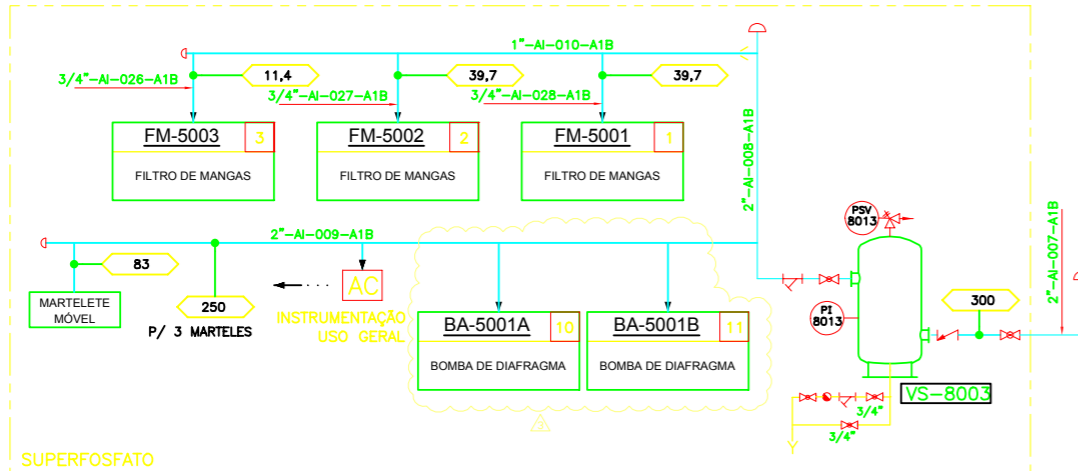 1"-AI-010-A1B
3/4"-AI-026-A1B
11,4
39,7
39,7
3/4"-AI-027-A1B
3/4"-AI-028-A1B
FM-5003
3
FILTRO DE MANGAS
FM-5002
2
FILTRO DE MANGAS
FM-5001
1
FILTRO DE MANGAS
2"-AI-008-A1B
2"-AI-009-A1B
83
MARTELETE
MÓVEL
250
P/ 3 MARTELES
AC
INSTRUMENTAÇÃO
USO GERAL
BA-5001A
10
BOMBA DE DIAFRAGMA
BA-5001B
11
BOMBA DE DIAFRAGMA
PSV
8013
PI
8013
300
2"-AI-007-A1B
VS-8003
3/4"
3/4"
SUPERFOSFATO